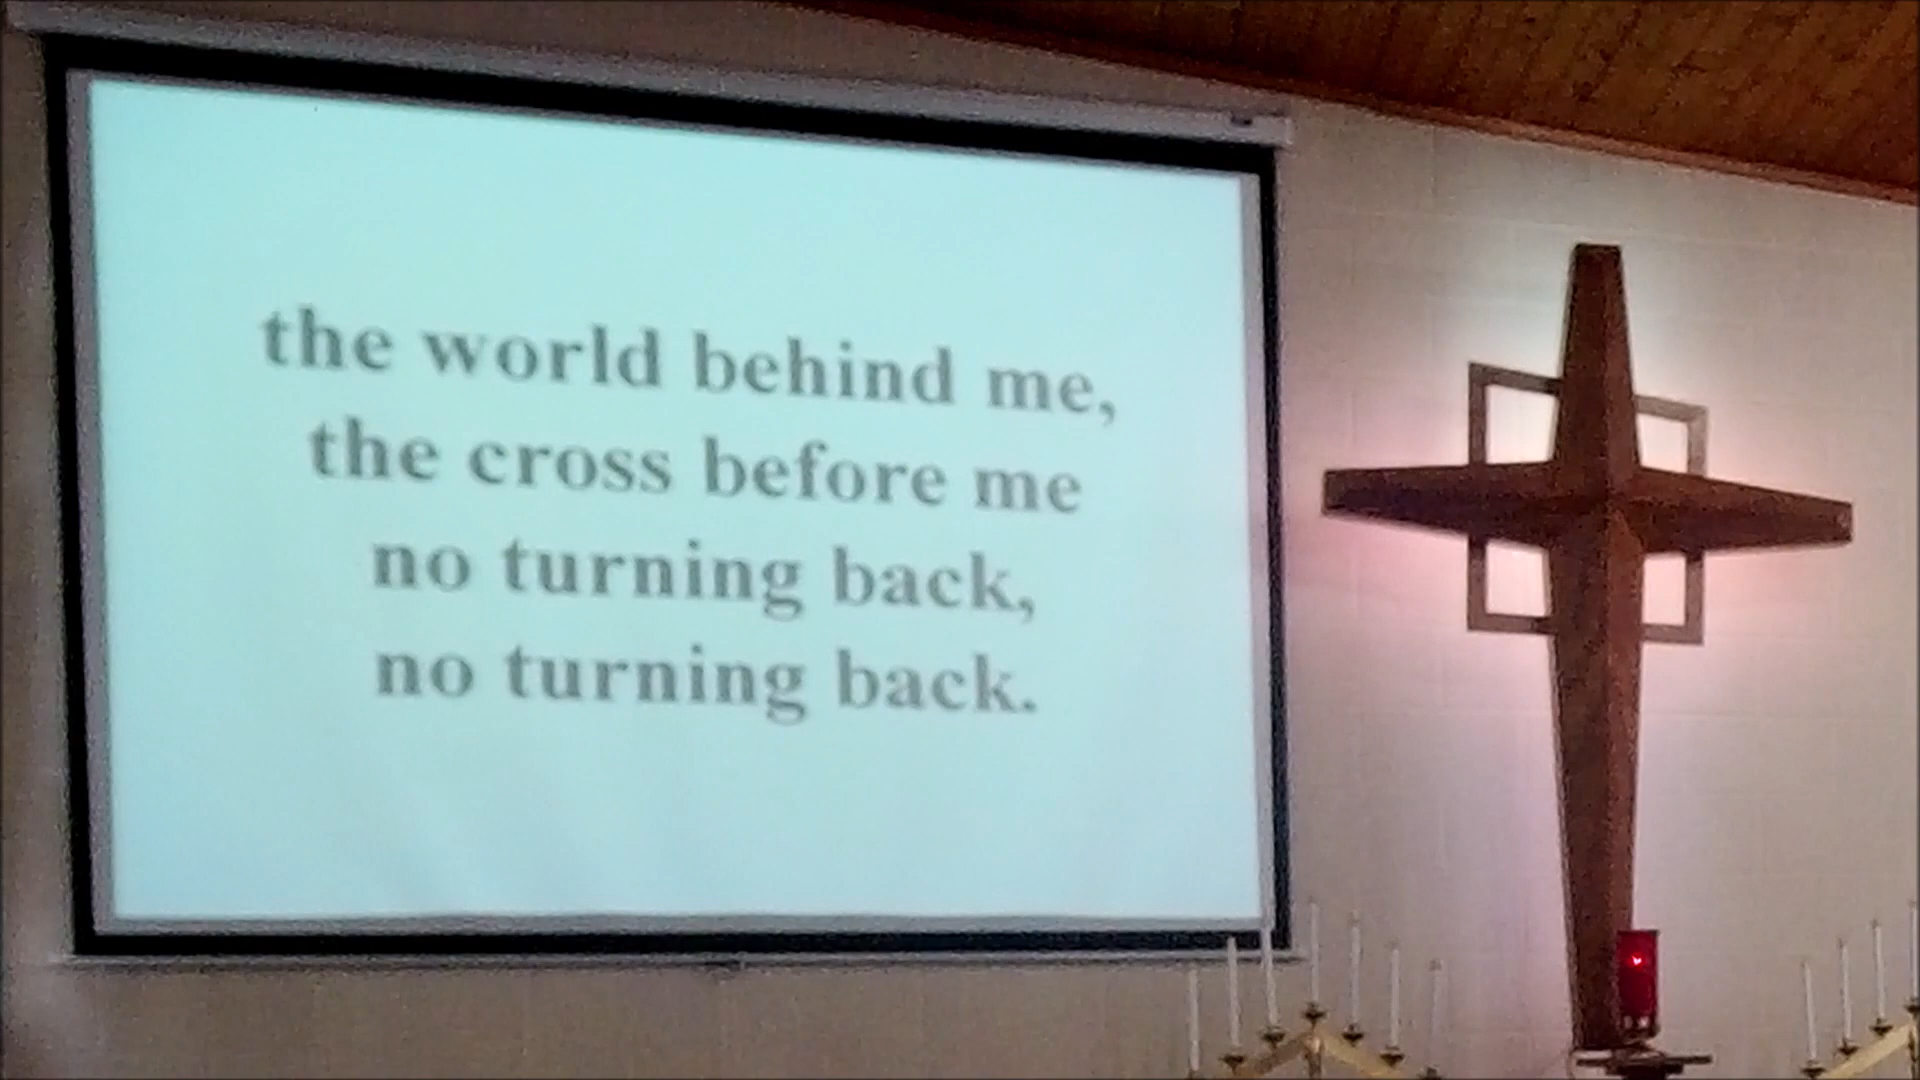 the world behind me,
the cross before me
no turning back,
no turning back.